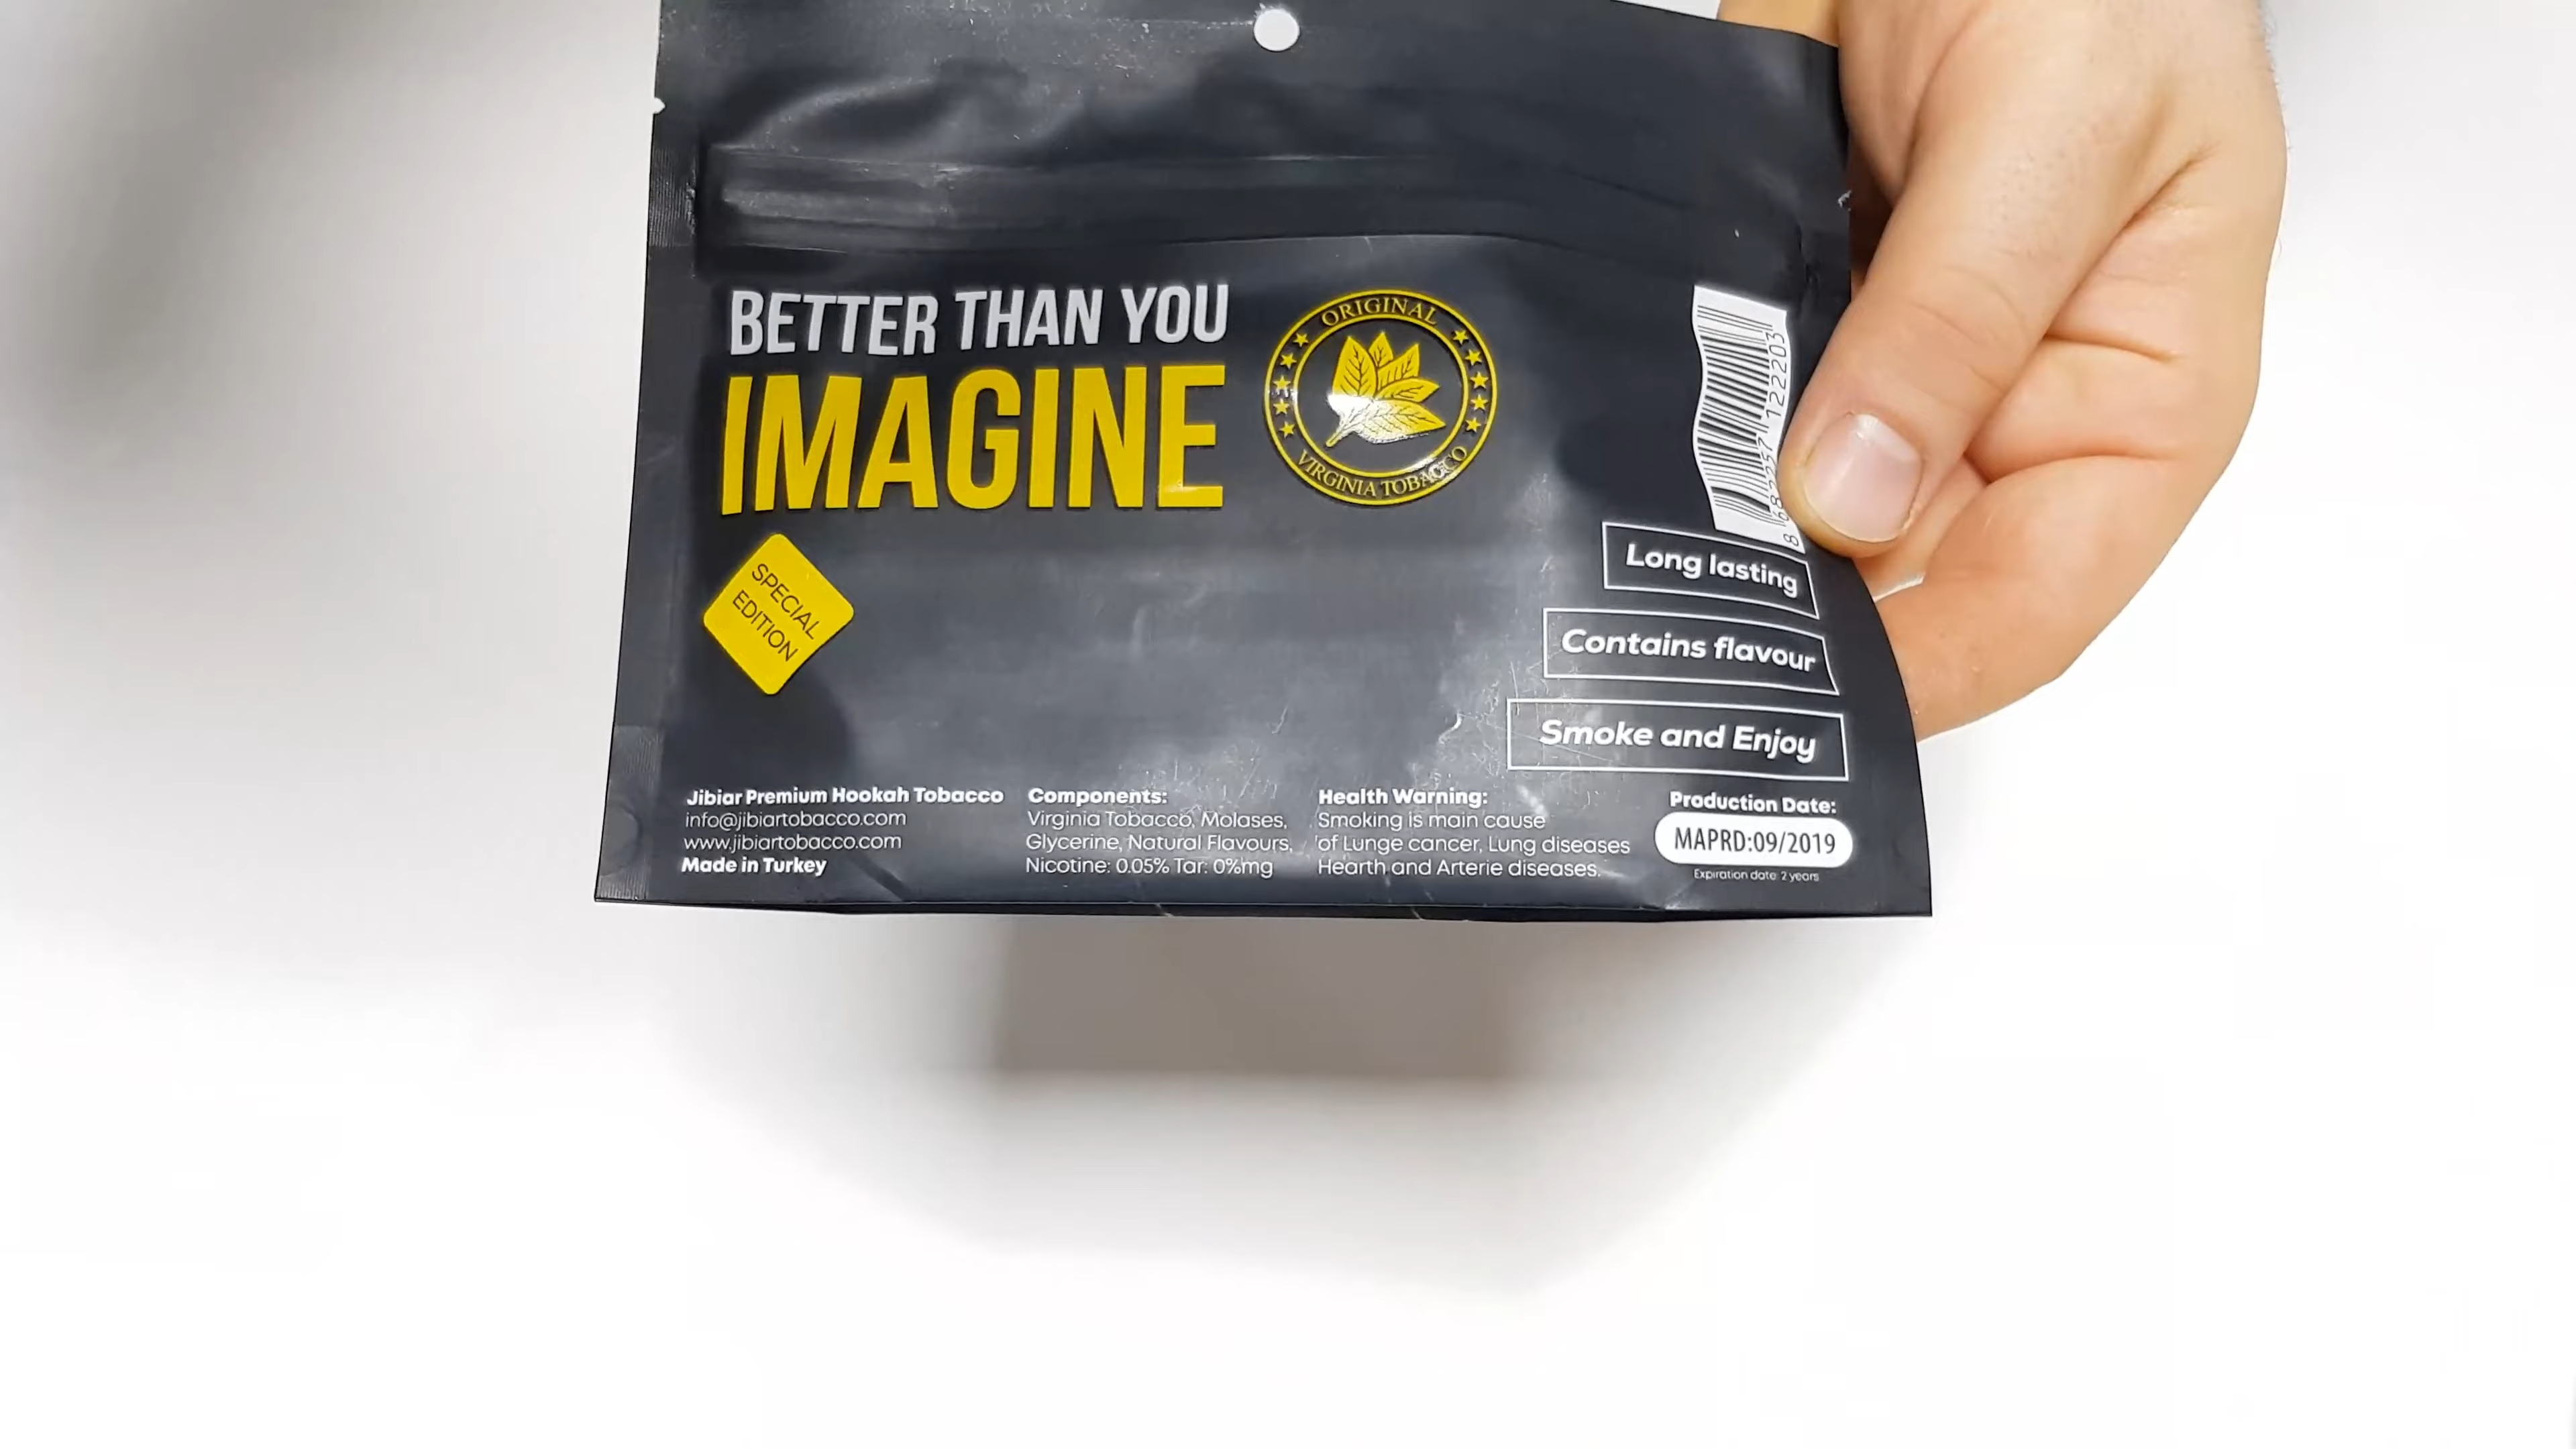 BETTER THAN YOU
IMAGINE
ORIGINAL
VIRGINIA TOBACCO
SPECIAL
EDITION
Long lasting
Contains flavour
Smoke and Enjoy
Jibiar Premium Hookah Tobacco
info@jibiartobacco.com
www.jibiartobacco.com
Made in Turkey
Components:
Virginia Tobacco, Molases,
Glycerine, Natural Flavours,
Nicotine: 0.05% Tar: 0%mg
Health Warning:
Smoking is main cause
of Lunge cancer, Lung diseases
Hearth and Arterie diseases.
Production Date:
MAPRD:09/2019
Expiration date: 2 years